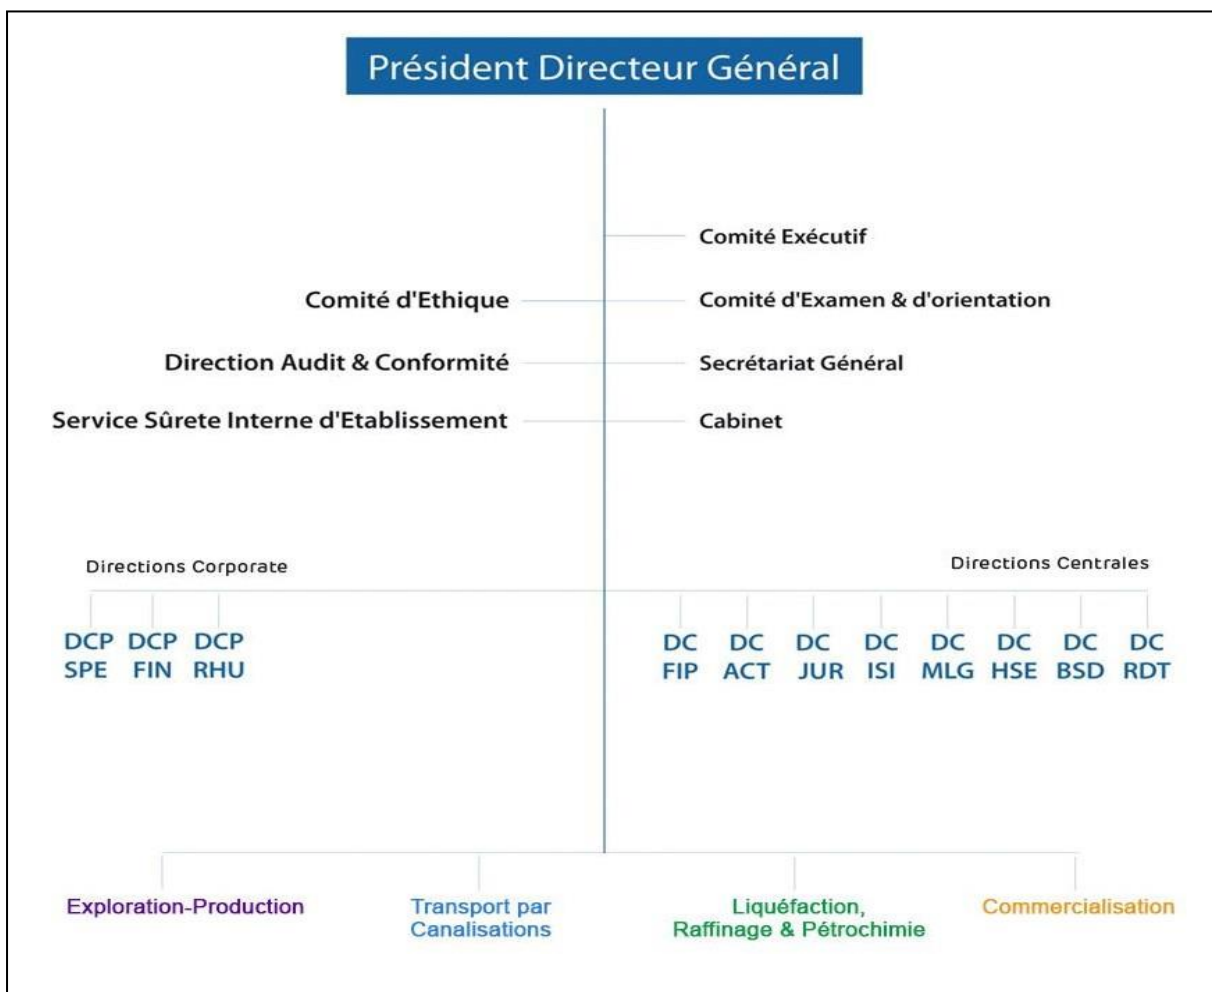 Président Directeur Général
Comité Exécutif
Comité d'Ethique
Comité d'Examen & d'orientation
Direction Audit & Conformité
Secrétariat Général
Service Sûrete Interne d'Etablissement
Cabinet
Directions Corporate
Directions Centrales
DCP DCP DCP
SPE FIN RHU
DC DC DC DC DC DC DC DC
FIP ACT JUR ISI MLG HSE BSD RDT
Exploration-Production
Transport par
Canalisations
Liquéfaction,
Raffinage & Pétrochimie
Commercialisation